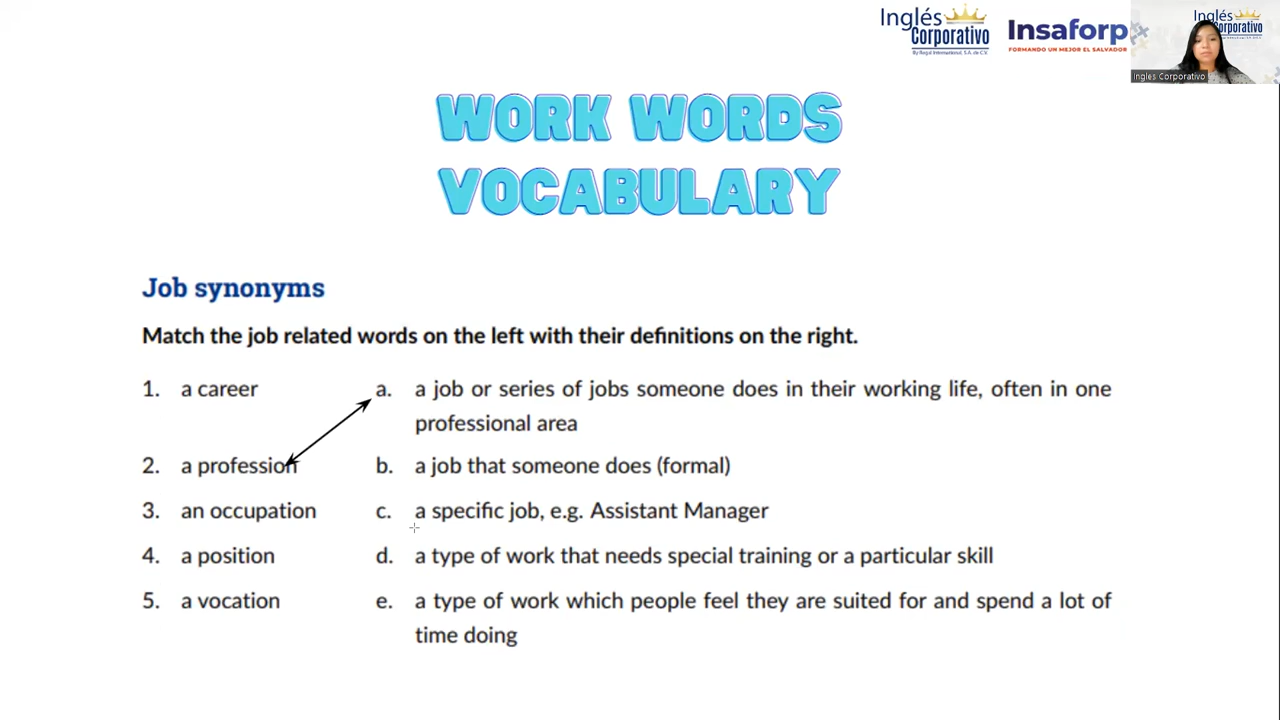 Inglés
Corporativo
By Regal International, S.A. de C.V.
Insaforp
FORMANDO UN MEJOR EL SALVADOR
Inglés
Corporativo
Ingles Corporativo
WORK WORDS
VOCABULARY
Job synonyms
Match the job related words on the left with their definitions on the right.
1. a career
a. a job or series of jobs someone does in their working life, often in one
professional area
2. a profession
b. a job that someone does (formal)
3. an occupation
c. a specific job, e.g. Assistant Manager
4. a position
d. a type of work that needs special training or a particular skill
5. a vocation
e. a type of work which people feel they are suited for and spend a lot of
time doing